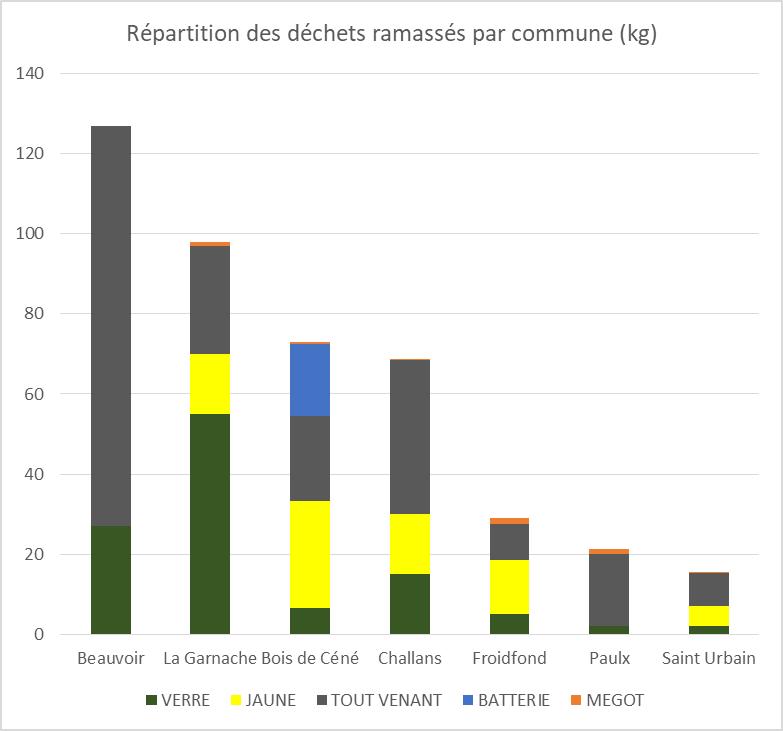 Répartition des déchets ramassés par commune (kg)
140
120
100
80
60
40
20
0
Beauvoir La Garnache Bois de Céné Challans Froidfond Paulx Saint Urbain
VERRE JAUNE TOUT VENANT BATTERIE MEGOT